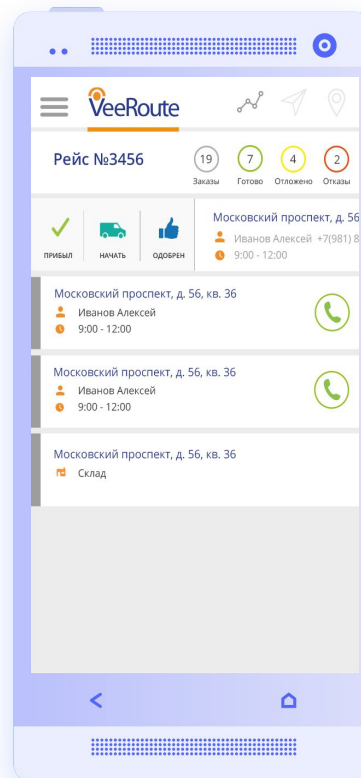 VeeRoute
Рейс №3456
19 7 4 2
Заказы Готово Отложено Отказы
ПРИБЫЛ НАЧАТЬ ОДОБРЕН
Московский проспект, д. 56
Иванов Алексей +7(981) 8
9:00 - 12:00
Московский проспект, д. 56, кв. 36
Иванов Алексей
9:00 - 12:00
Московский проспект, д. 56, кв. 36
Иванов Алексей
9:00 - 12:00
Московский проспект, д. 56, кв. 36
Склад